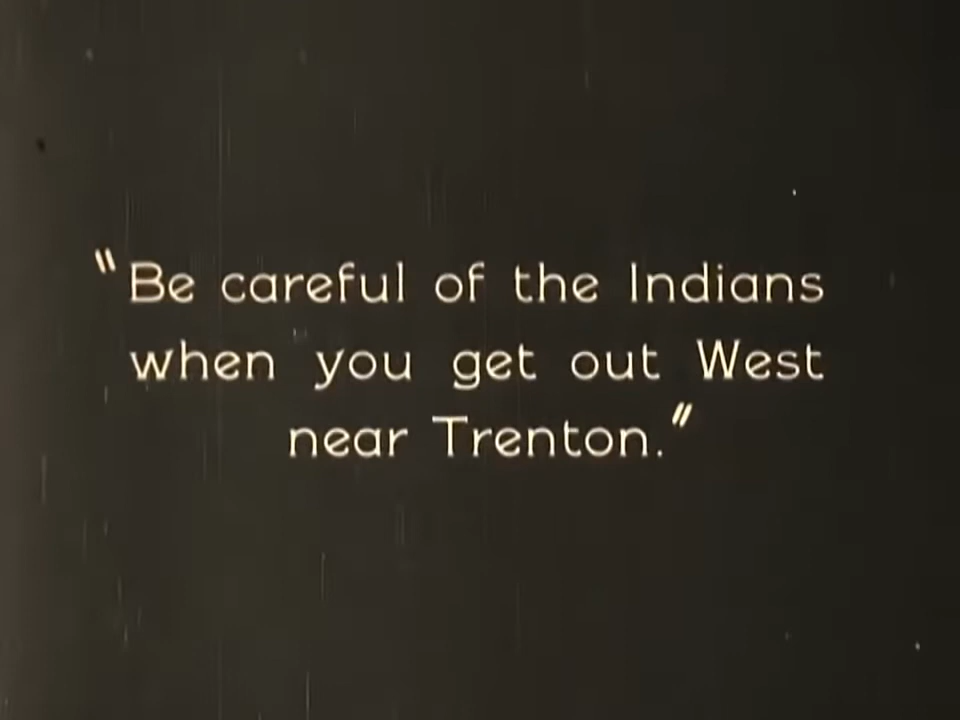 "Be careful of the Indians
when you get out West
near Trenton."